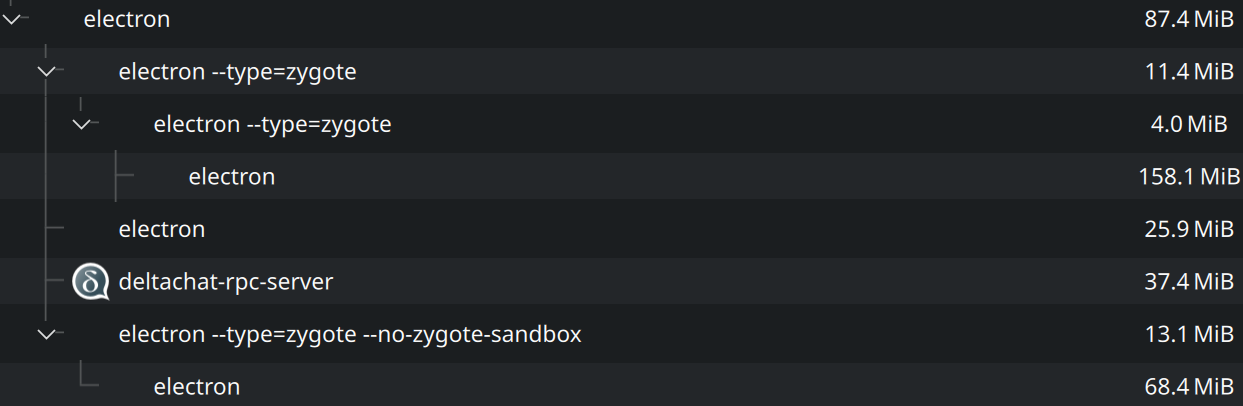 electron 87.4 MiB
electron --type=zygote 11.4 MiB
electron --type=zygote 4.0 MiB
electron 158.1 MiB
electron 25.9 MiB
δ deltachat-rpc-server 37.4 MiB
electron --type=zygote --no-zygote-sandbox 13.1 MiB
electron 68.4 MiB